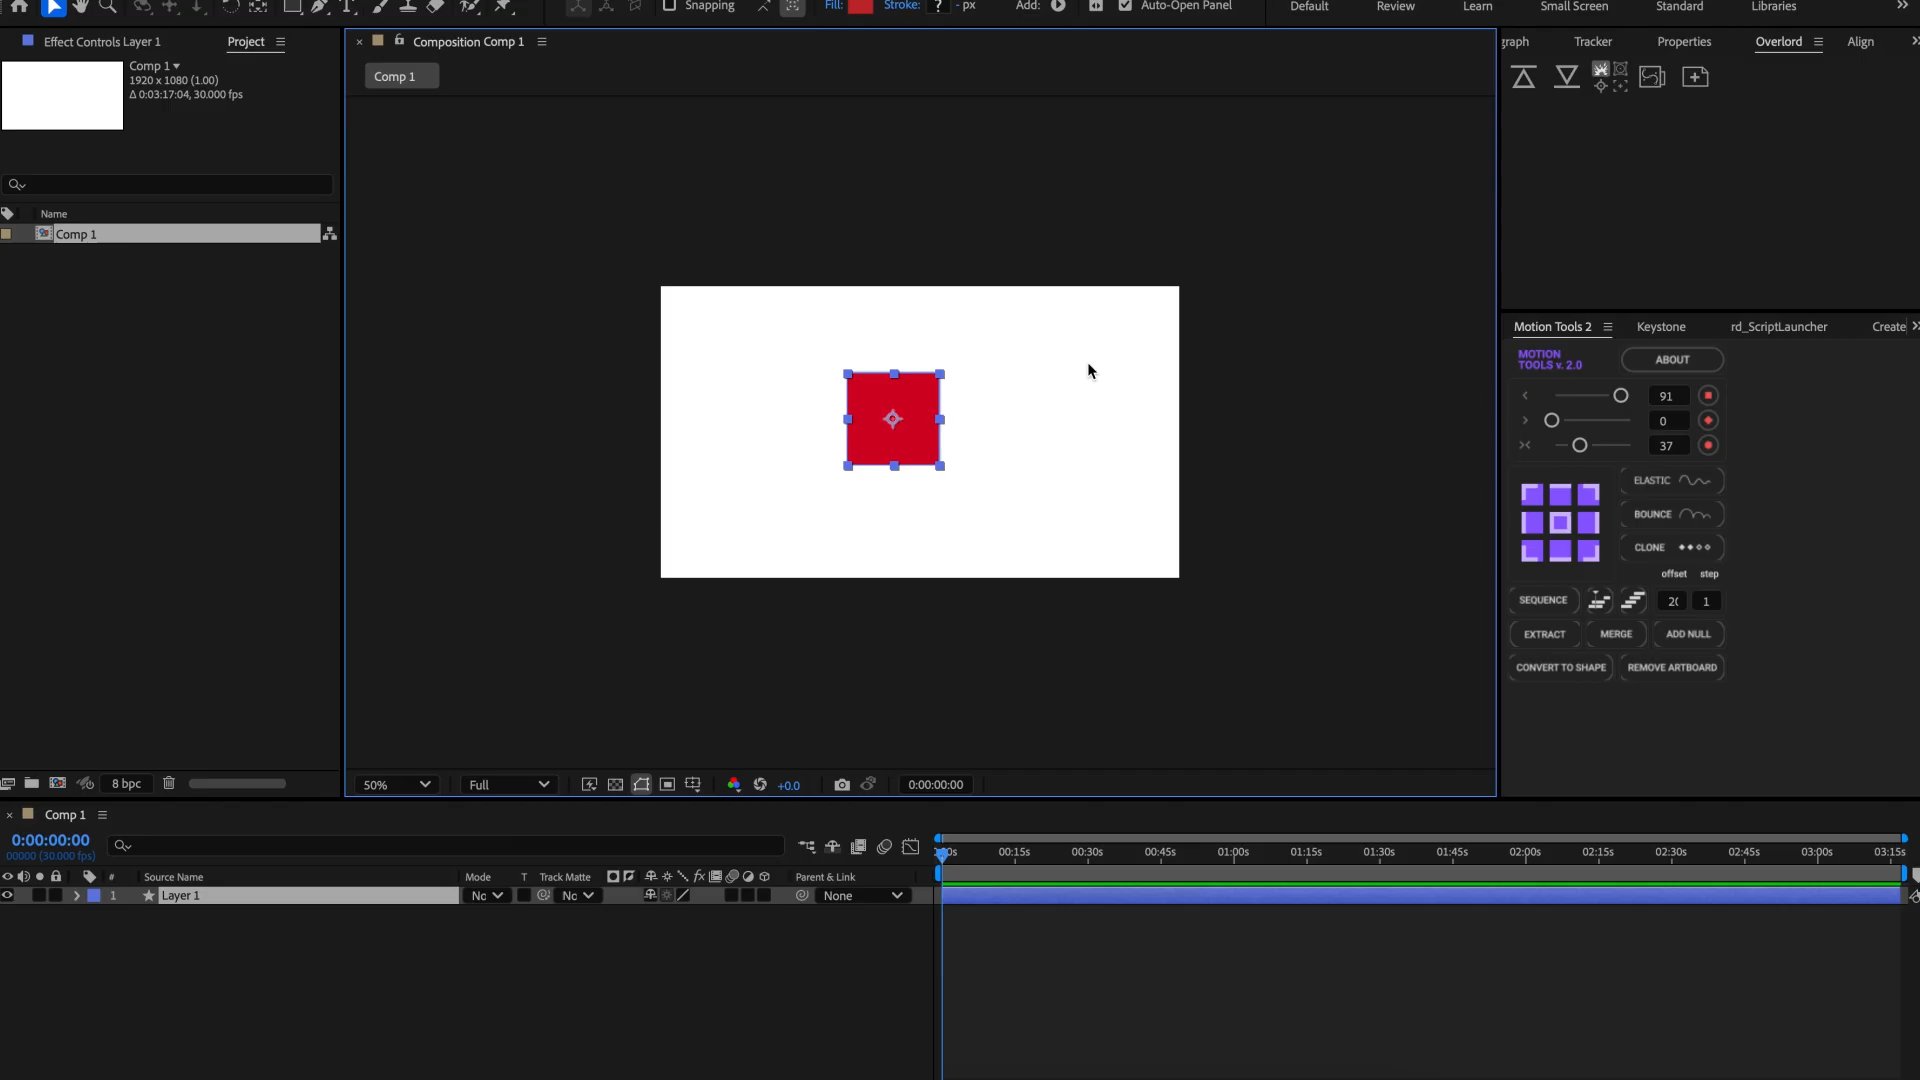 Snapping
Fill:
Stroke:
?
- px
Add:
Auto-Open Panel
Default
Review
Learn
Small Screen
Standard
Libraries
Effect Controls Layer 1
Project
Composition Comp 1
graph
Tracker
Properties
Overlord
Align
Comp 1
1920 x 1080 (1.00)
Δ 0:03:17:04, 30.000 fps
Comp 1
Name
Comp 1
Motion Tools 2
Keystone
rd_ScriptLauncher
Create
MOTION
TOOLS v. 2.0
ABOUT
91
0
37
ELASTIC
BOUNCE
CLONE
offset
step
SEQUENCE
1
EXTRACT
MERGE
ADD NULL
CONVERT TO SHAPE
REMOVE ARTBOARD
8 bpc
50%
Full
+0.0
0:00:00:00
Comp 1
0:00:00:00
00000 (30.000 fps)
00:15s
00:30s
00:45s
01:00s
01:15s
01:30s
01:45s
02:00s
02:15s
02:30s
02:45s
03:00s
03:15s
#
Source Name
Mode
T
Track Matte
fx
Parent & Link
1
Layer 1
Nc
Nc
None